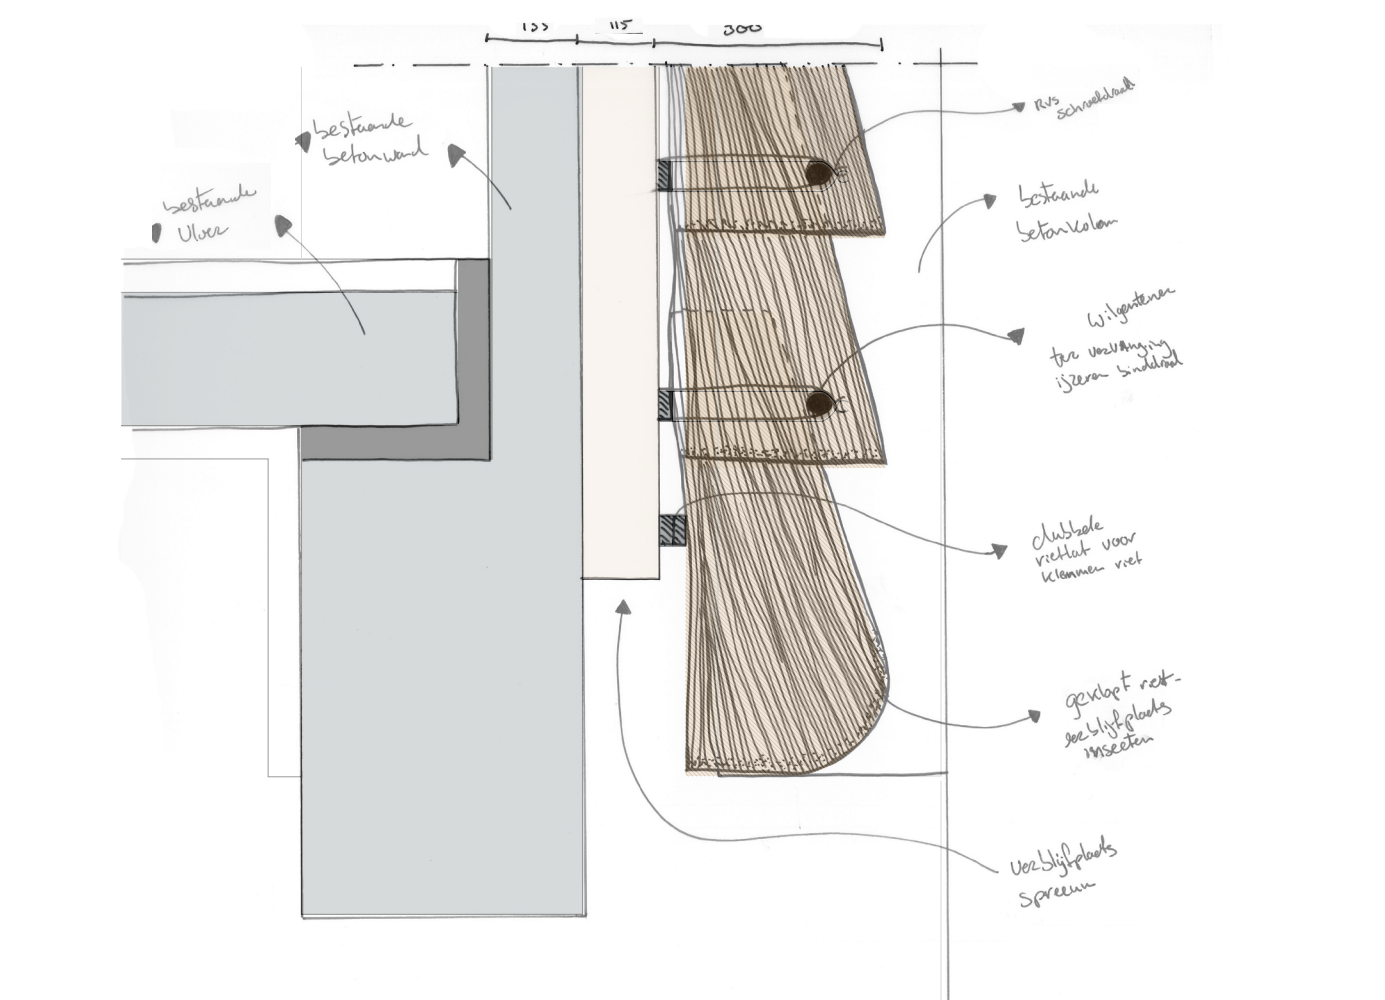 135 115 300
RVS
schroefdraad
bestaande
betonwand
bestaande
vloer
bestaande
betonkolom
Wilgentenen
ter vervanging
ijzeren binddraad
dubbele
rietlat voor
klemmen riet
geklopt riet-
verblijfplaats
insecten
verblijfplaats
spreeuw